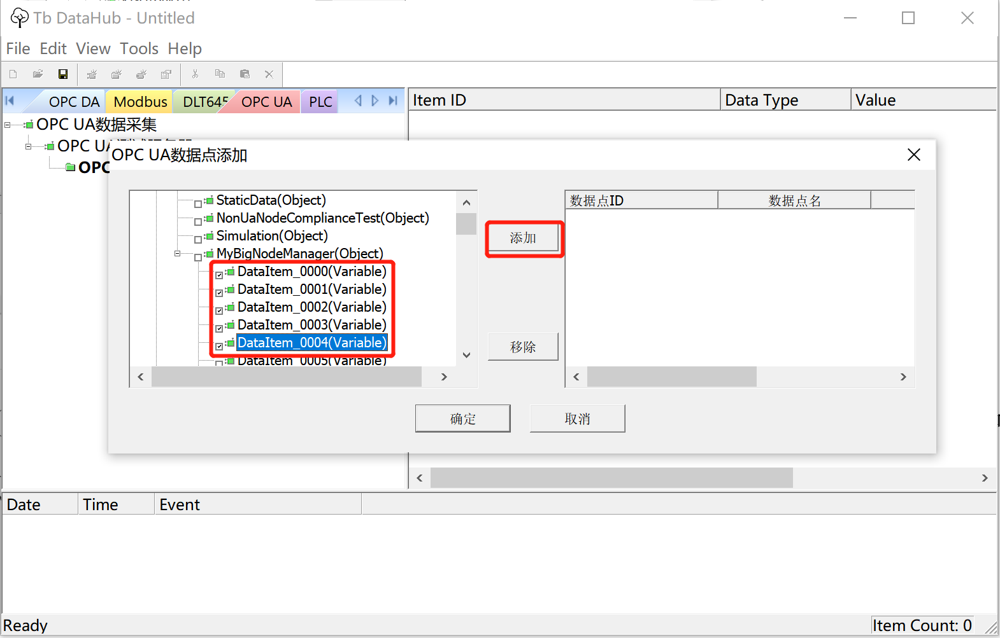 Tb DataHub - Untitled
File Edit View Tools Help
OPC DA Modbus DLT645 OPC UA PLC
Item ID Data Type Value
OPC UA数据采集
OPC UA
OPC
OPC UA数据点添加
StaticData(Object)
NonUaNodeComplianceTest(Object)
Simulation(Object)
MyBigNodeManager(Object)
DataItem_0000(Variable)
DataItem_0001(Variable)
DataItem_0002(Variable)
DataItem_0003(Variable)
DataItem_0004(Variable)
DataItem_0005(Variable)
添加
移除
数据点ID 数据点名
确定 取消
Date Time Event
Ready
Item Count: 0